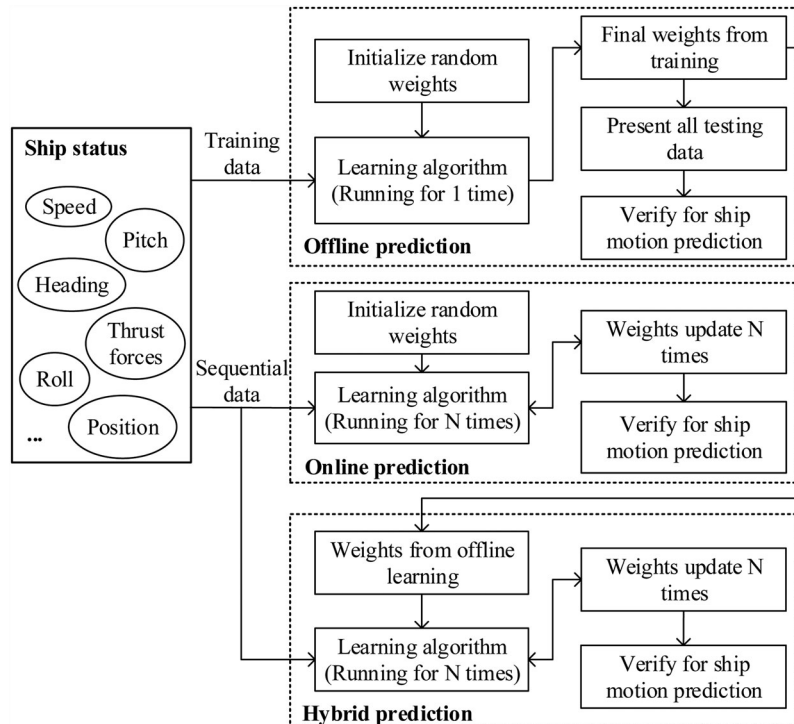 Ship status
Speed
Pitch
Heading
Thrust
forces
Roll
Position
...
Training
data
Sequential
data
Initialize random
weights
Learning algorithm
(Running for 1 time)
Final weights from
training
Present all testing
data
Verify for ship
motion prediction
Offline prediction
Initialize random
weights
Learning algorithm
(Running for N times)
Weights update N
times
Verify for ship
motion prediction
Online prediction
Weights from offline
learning
Learning algorithm
(Running for N times)
Weights update N
times
Verify for ship
motion prediction
Hybrid prediction